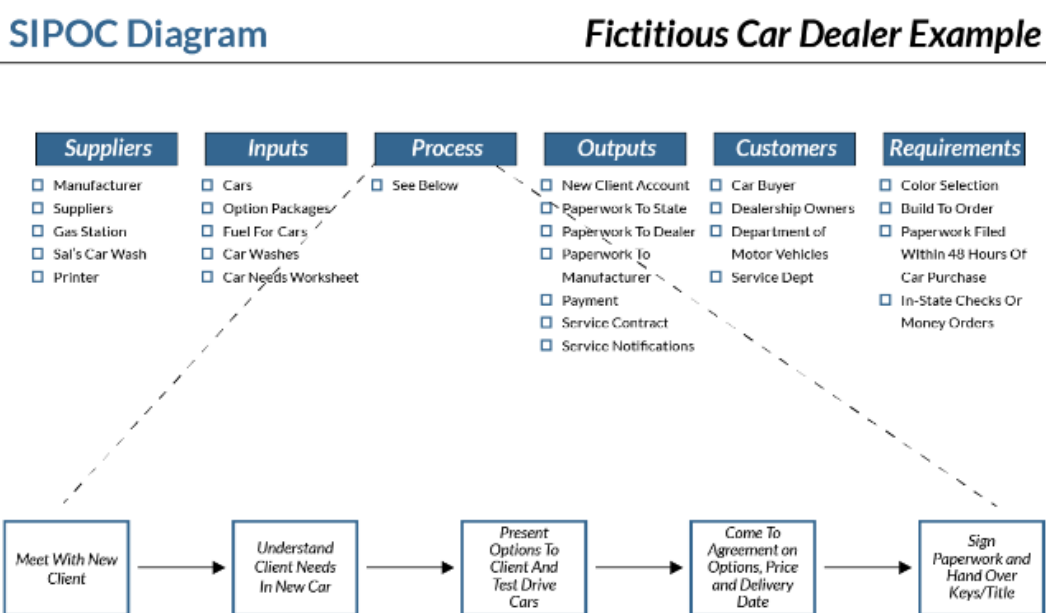 SIPOC Diagram
Fictitious Car Dealer Example
Suppliers
Manufacturer
Suppliers
Gas Station
Sal's Car Wash
Printer
Inputs
Cars
Option Packages
Fuel For Cars
Car Washes
Car Needs Worksheet
Process
See Below
Outputs
New Client Account
Paperwork To State
Paperwork To Dealer
Paperwork To
Manufacturer
Payment
Service Contract
Service Notifications
Customers
Car Buyer
Dealership Owners
Department of
Motor Vehicles
Service Dept
Requirements
Color Selection
Build To Order
Paperwork Filed
Within 48 Hours Of
Car Purchase
In-State Checks Or
Money Orders
Meet With New
Client
Understand
Client Needs
In New Car
Present
Options To
Client And
Test Drive
Cars
Come To
Agreement on
Options, Price
and Delivery
Date
Sign
Paperwork and
Hand Over
Keys/Title